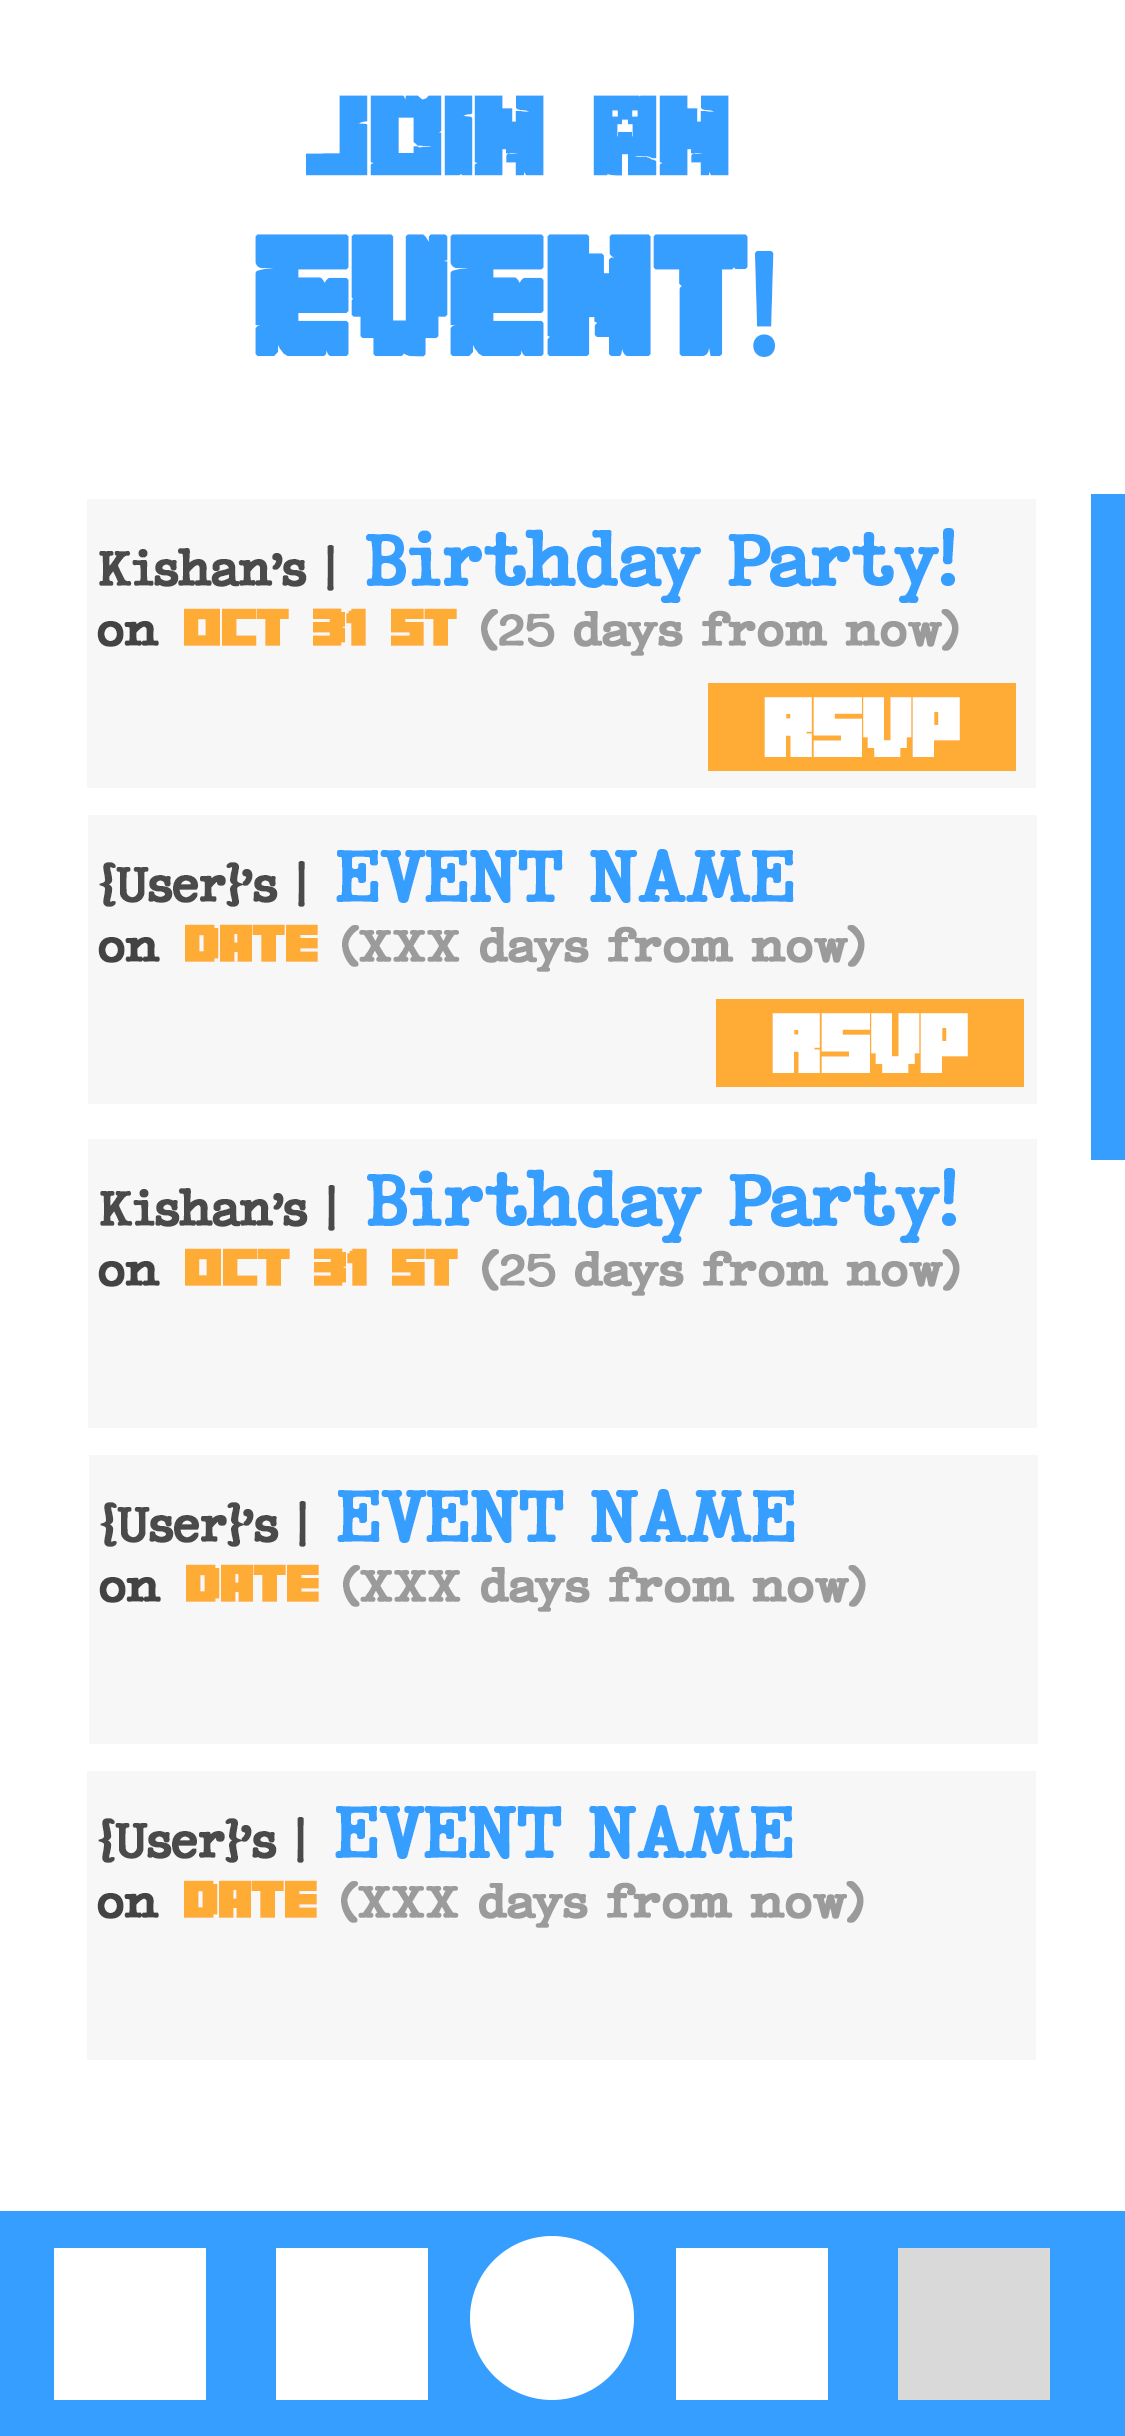 JOIN AN
EVENT!
Kishan's | Birthday Party!
on OCT 31 ST (25 days from now)
RSVP
{User}'s | EVENT NAME
on DATE (XXX days from now)
RSVP
Kishan's | Birthday Party!
on OCT 31 ST (25 days from now)
{User}'s | EVENT NAME
on DATE (XXX days from now)
{User}'s | EVENT NAME
on DATE (XXX days from now)